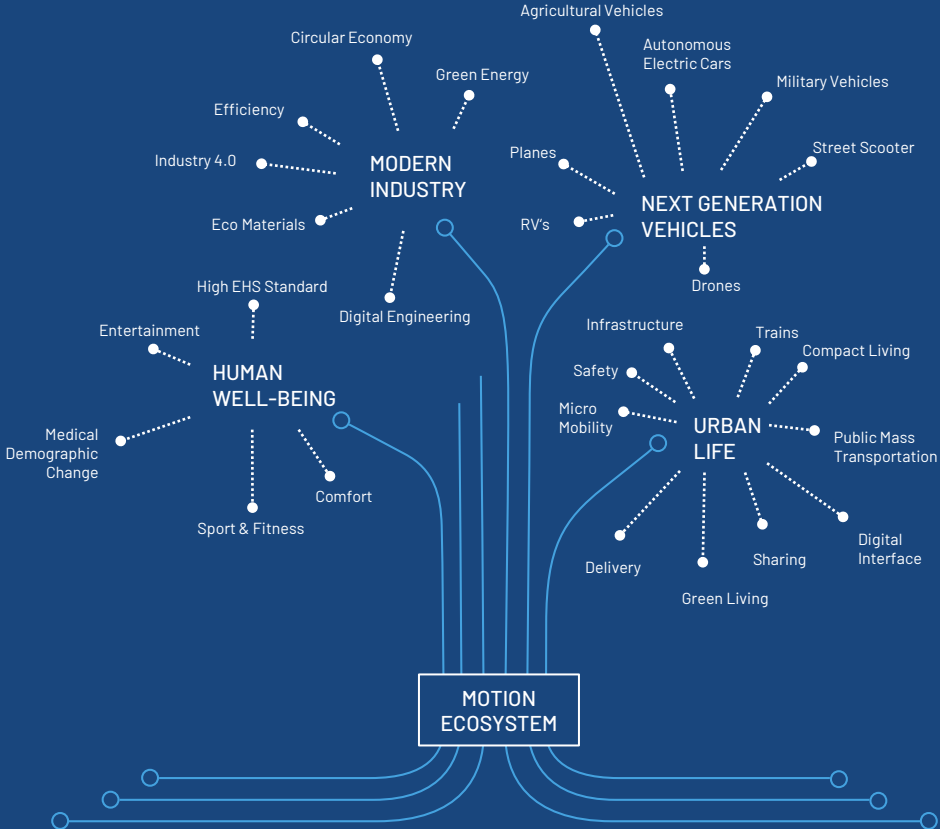 Circular Economy
Green Energy
Efficiency
Industry 4.0
Eco Materials
MODERN
INDUSTRY
Digital Engineering
Agricultural Vehicles
Autonomous
Electric Cars
Military Vehicles
Street Scooter
Planes
RV's
NEXT GENERATION
VEHICLES
Drones
High EHS Standard
Entertainment
HUMAN
WELL-BEING
Medical
Demographic
Change
Comfort
Sport & Fitness
Infrastructure
Trains
Compact Living
Safety
Micro
Mobility
URBAN
LIFE
Public Mass
Transportation
Digital
Interface
Sharing
Delivery
Green Living
MOTION
ECOSYSTEM